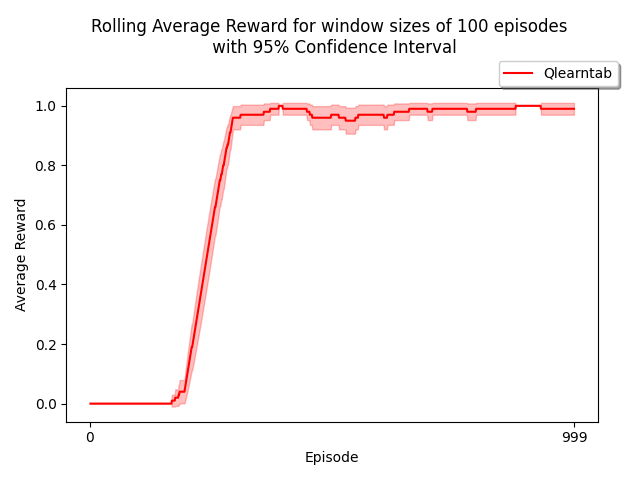 Rolling Average Reward for window sizes of 100 episodes
with 95% Confidence Interval
Qlearntab
1.0
0.8
0.6
0.4
0.2
0.0
Average Reward
0
999
Episode